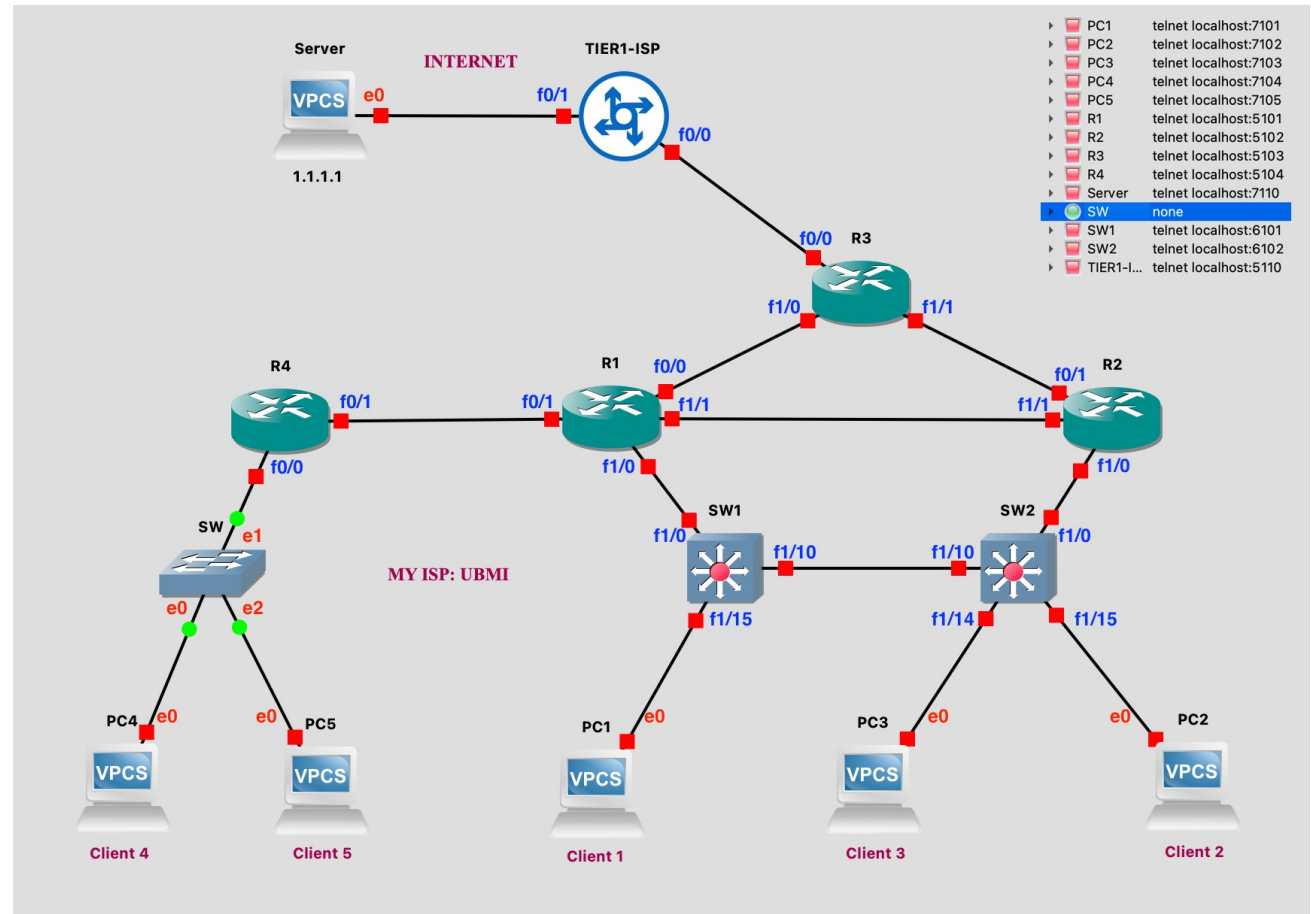 Server
INTERNET
TIER1-ISP
VPCS
e0
f0/1
f0/0
1.1.1.1
PC1 telnet localhost:7101
PC2 telnet localhost:7102
PC3 telnet localhost:7103
PC4 telnet localhost:7104
PC5 telnet localhost:7105
R1 telnet localhost:5101
R2 telnet localhost:5102
R3 telnet localhost:5103
R4 telnet localhost:5104
Server telnet localhost:7110
SW none
SW1 telnet localhost:6101
SW2 telnet localhost:6102
TIER1-I... telnet localhost:5110
f0/0
R3
f1/0
f1/1
R4
R1
R2
f0/0
f0/1
f0/1
f0/1
f1/1
f1/1
f0/0
f1/0
f1/0
SW
e1
SW1
SW2
f1/0
f1/0
f1/10
f1/10
MY ISP: UBMI
e0
e2
f1/15
f1/14
f1/15
PC4
e0
e0
PC5
PC1
e0
PC3
e0
e0
PC2
VPCS
VPCS
VPCS
VPCS
VPCS
Client 4
Client 5
Client 1
Client 3
Client 2